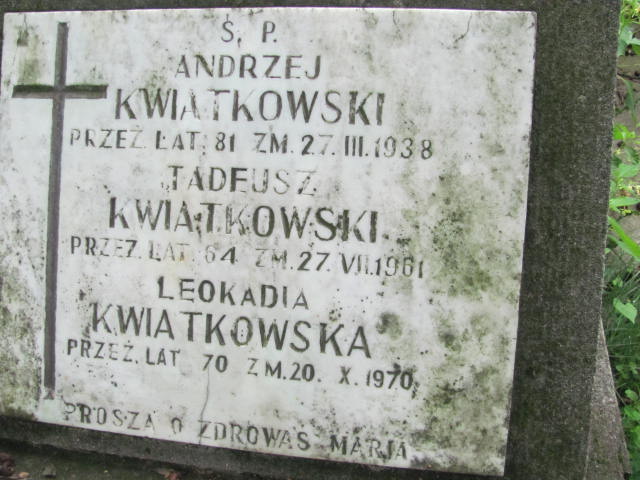 Ś. P.
ANDRZEJ
KWIATKOWSKI
PRZEŻ. LAT. 81 ZM. 27. III. 1938
TADEUSZ
KWIATKOWSKI
PRZEŻ. LAT 64 ZM. 27. VII. 1961
LEOKADIA
KWIATKOWSKA
PRZEŻ. LAT 70 ZM. 20. X. 1970
PROSZĄ O ZDROWAŚ MARJA